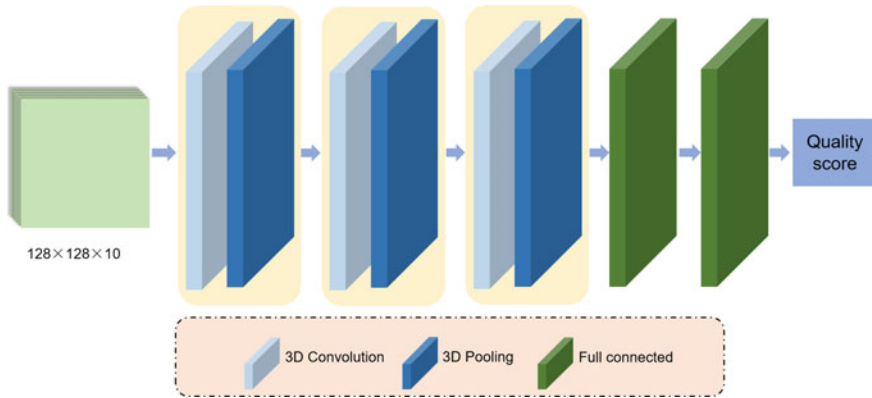 Quality
score
128×128×10
3D Convolution
3D Pooling
Full connected